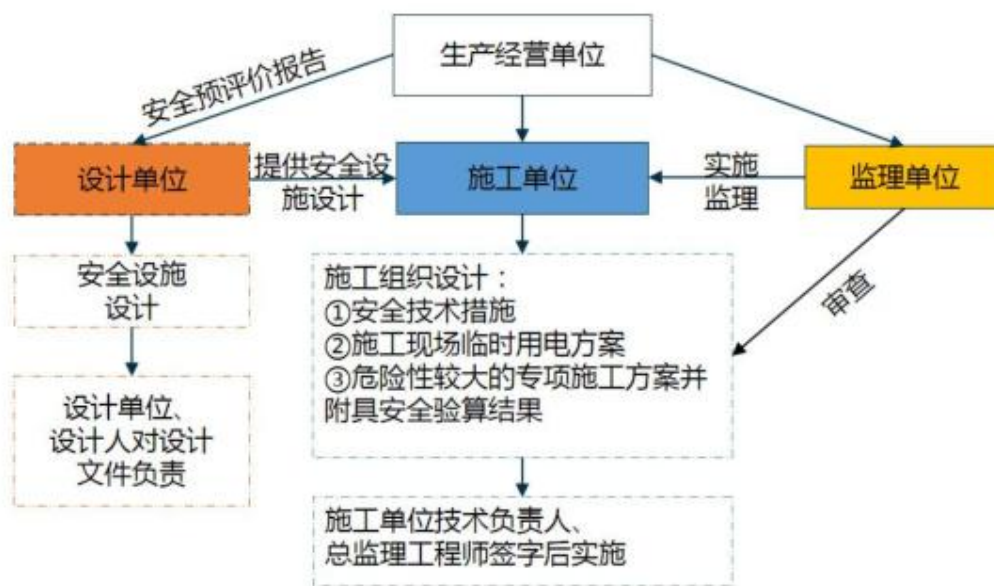 生产经营单位
安全预评价报告
设计单位
提供安全设
施设计
施工单位
实施
监理
监理单位
安全设施
设计
施工组织设计：
①安全技术措施
②施工现场临时用电方案
③危险性较大的专项施工方案并
附具安全验算结果
审查
设计单位、
设计人对设计
文件负责
施工单位技术负责人、
总监理工程师签字后实施